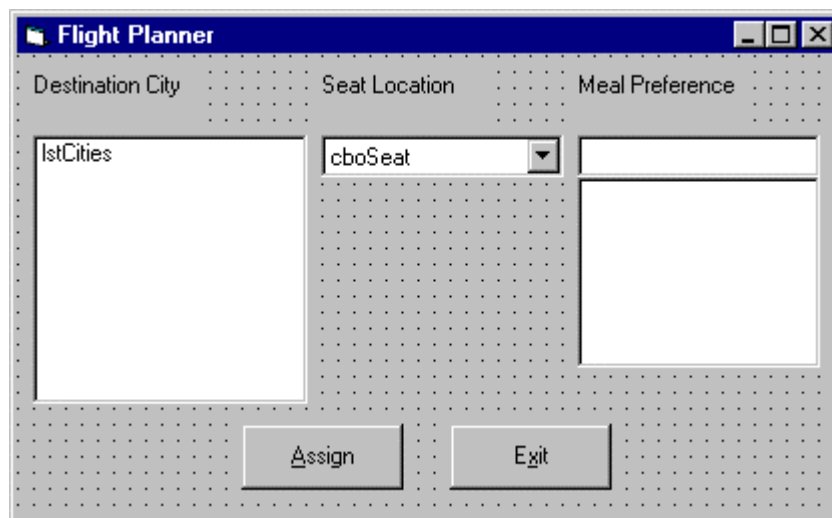 Flight Planner
Destination City
Seat Location
Meal Preference
lstCities
cboSeat
Assign
Exit